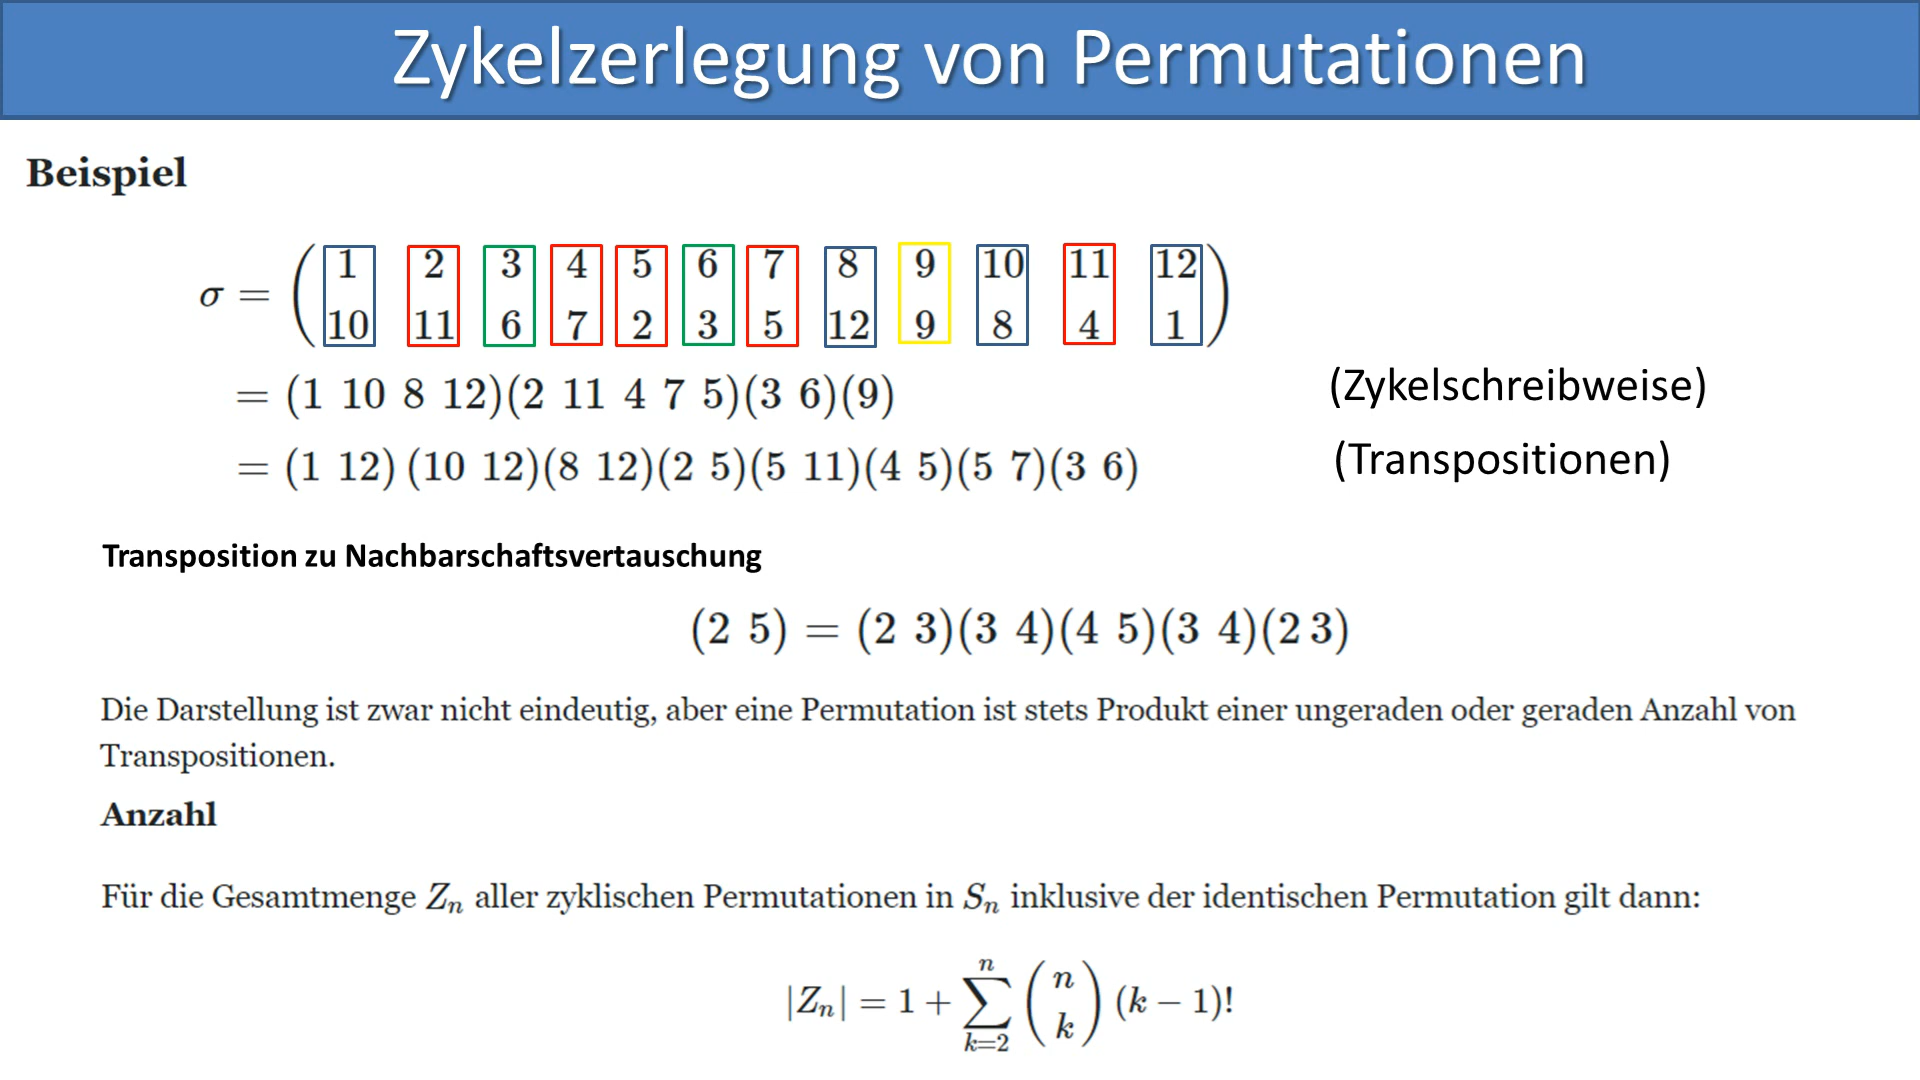 Zykelzerlegung von Permutationen
Beispiel
σ = ( 1 2 3 4 5 6 7 8 9 10 11 12 )
10 11 6 7 2 3 5 12 9 8 4 1
= (1 10 8 12)(2 11 4 7 5)(3 6)(9) (Zykelschreibweise)
= (1 12) (10 12)(8 12)(2 5)(5 11)(4 5)(5 7)(3 6) (Transpositionen)
Transposition zu Nachbarschaftsvertauschung
(2 5) = (2 3)(3 4)(4 5)(3 4)(2 3)
Die Darstellung ist zwar nicht eindeutig, aber eine Permutation ist stets Produkt einer ungeraden oder geraden Anzahl von
Transpositionen.
Anzahl
Für die Gesamtmenge Zₙ aller zyklischen Permutationen in Sₙ inklusive der identischen Permutation gilt dann:
|Zₙ| = 1 + ∑_{k=2}^{n} (n k) (k − 1)!